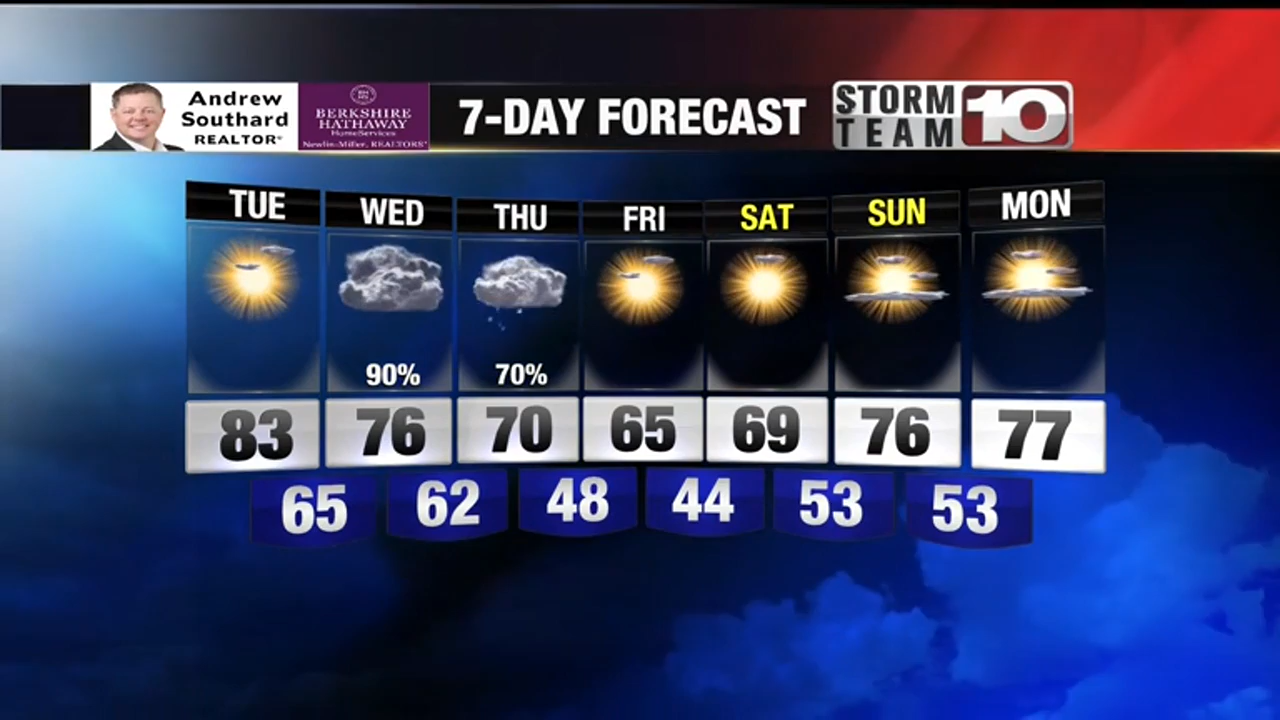 Andrew
Southard
REALTOR®
BERKSHIRE
HATHAWAY
HomeServices
Newlin-Miller, REALTORS®
7-DAY FORECAST
STORM
TEAM
10
TUE WED THU FRI SAT SUN MON
90% 70%
83 76 70 65 69 76 77
65 62 48 44 53 53